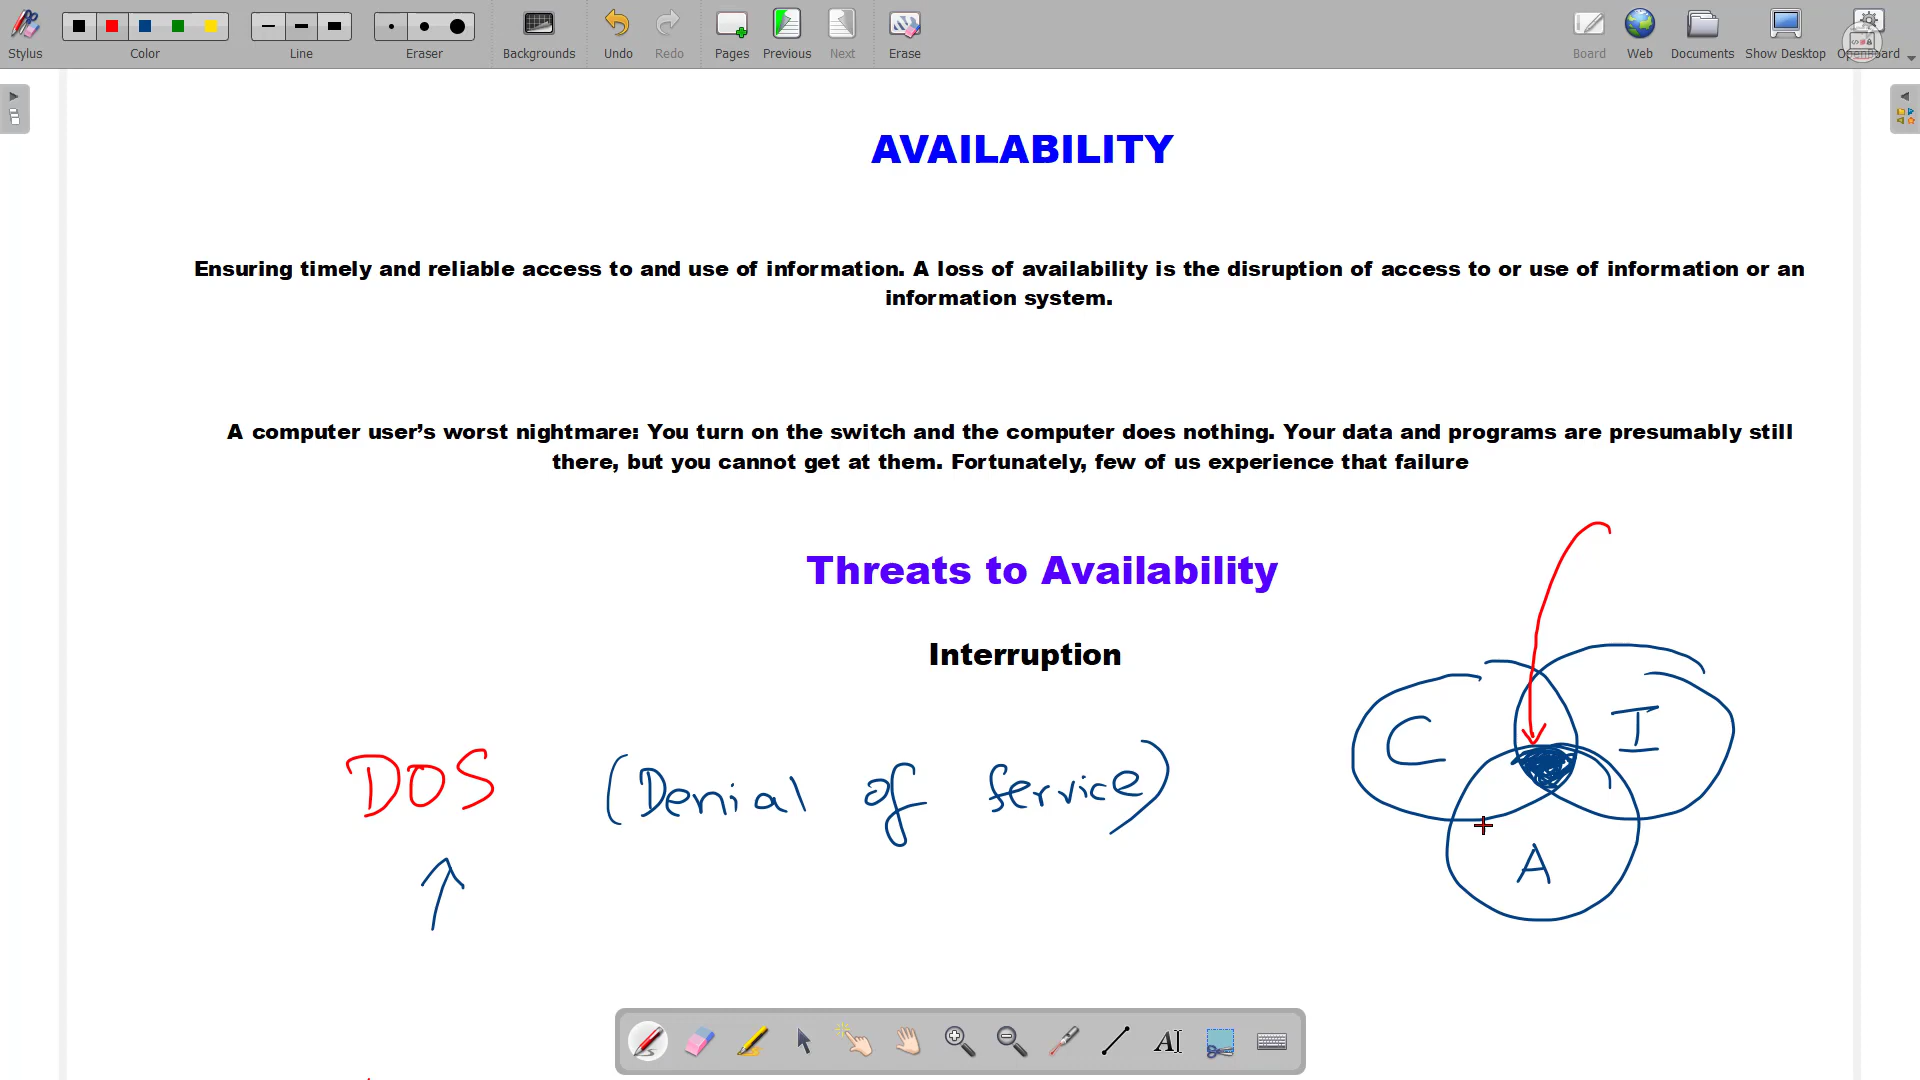 Stylus Color Line Eraser Backgrounds Undo Redo Pages Previous Next Erase Board Web Documents Show Desktop OpenBoard
AVAILABILITY
Ensuring timely and reliable access to and use of information. A loss of availability is the disruption of access to or use of information or an
information system.
A computer user’s worst nightmare: You turn on the switch and the computer does nothing. Your data and programs are presumably still
there, but you cannot get at them. Fortunately, few of us experience that failure
Threats to Availability
Interruption
C I
DOS (Denial of Service)
A